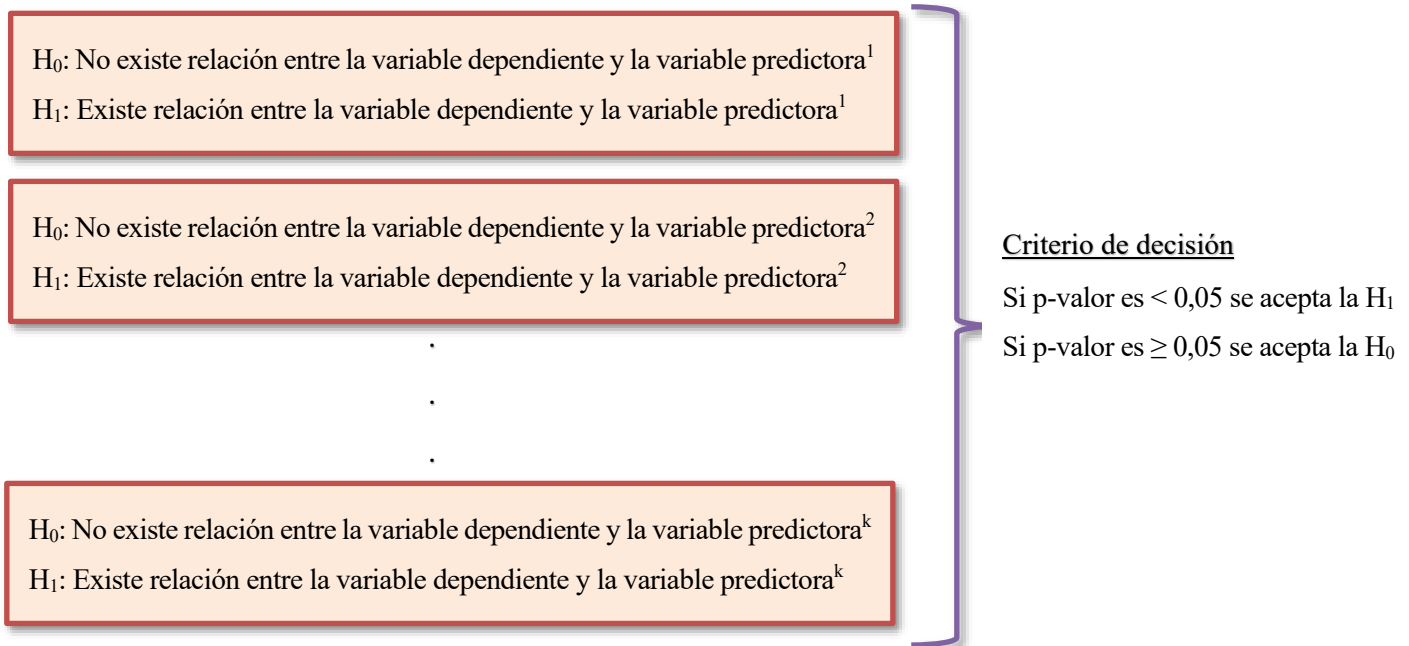 H₀: No existe relación entre la variable dependiente y la variable predictora¹
H₁: Existe relación entre la variable dependiente y la variable predictora¹
H₀: No existe relación entre la variable dependiente y la variable predictora²
H₁: Existe relación entre la variable dependiente y la variable predictora²
.
.
.
H₀: No existe relación entre la variable dependiente y la variable predictoraᵏ
H₁: Existe relación entre la variable dependiente y la variable predictoraᵏ
Criterio de decisión
Si p-valor es < 0,05 se acepta la H₁
Si p-valor es ≥ 0,05 se acepta la H₀